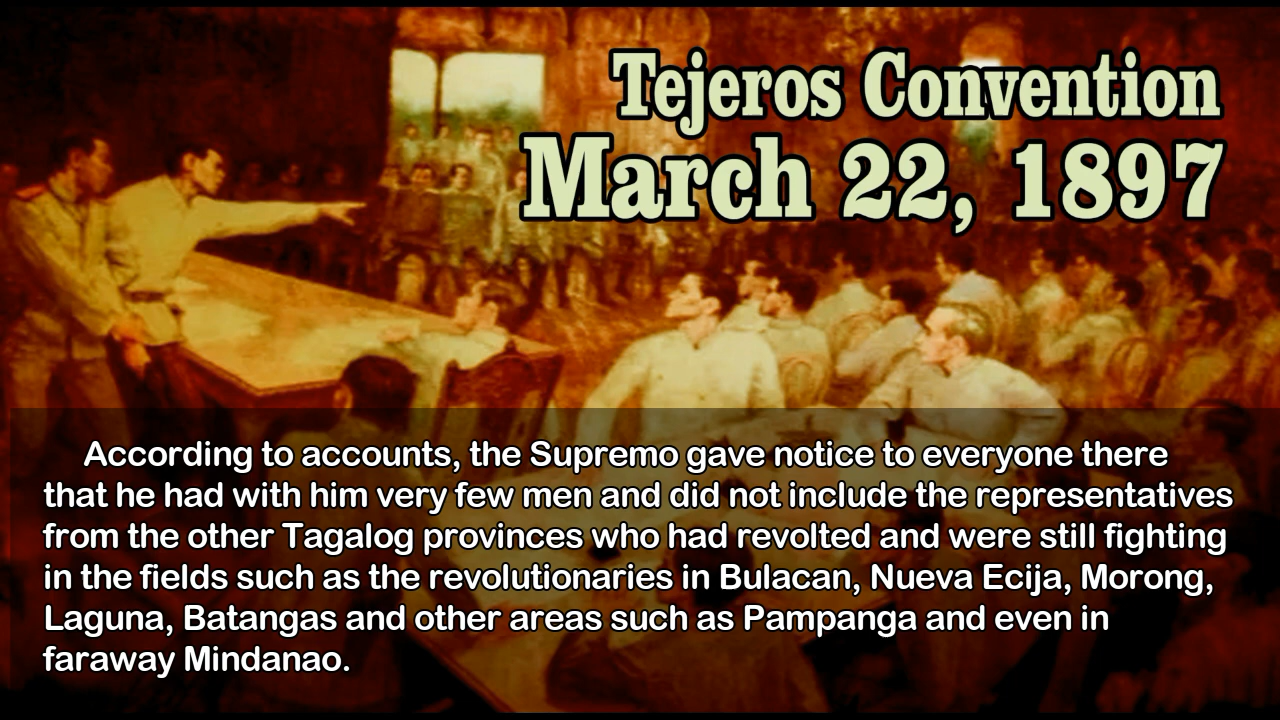 Tejeros Convention
March 22, 1897
According to accounts, the Supremo gave notice to everyone there
that he had with him very few men and did not include the representatives
from the other Tagalog provinces who had revolted and were still fighting
in the fields such as the revolutionaries in Bulacan, Nueva Ecija, Morong,
Laguna, Batangas and other areas such as Pampanga and even in
faraway Mindanao.